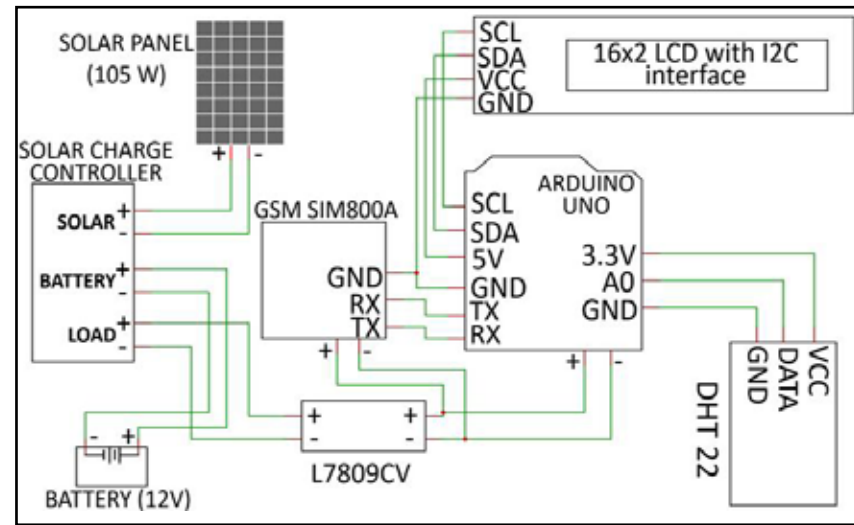 SOLAR PANEL
(105 W)
+ -
SCL
SDA
VCC
GND
16x2 LCD with I2C
interface
SOLAR CHARGE
CONTROLLER
SOLAR + -
BATTERY + -
LOAD + -
GSM SIM800A
GND
RX
TX
+ -
ARDUINO
UNO
SCL
SDA
5V
GND
TX
RX
3.3V
A0
GND
+ -
GND
DATA
VCC
DHT 22
+ +
- -
L7809CV
- +
BATTERY (12V)